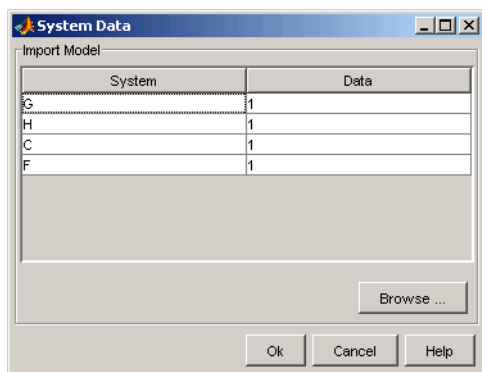 System Data
Import Model
System Data
G 1
H 1
C 1
F 1
Browse ...
Ok Cancel Help